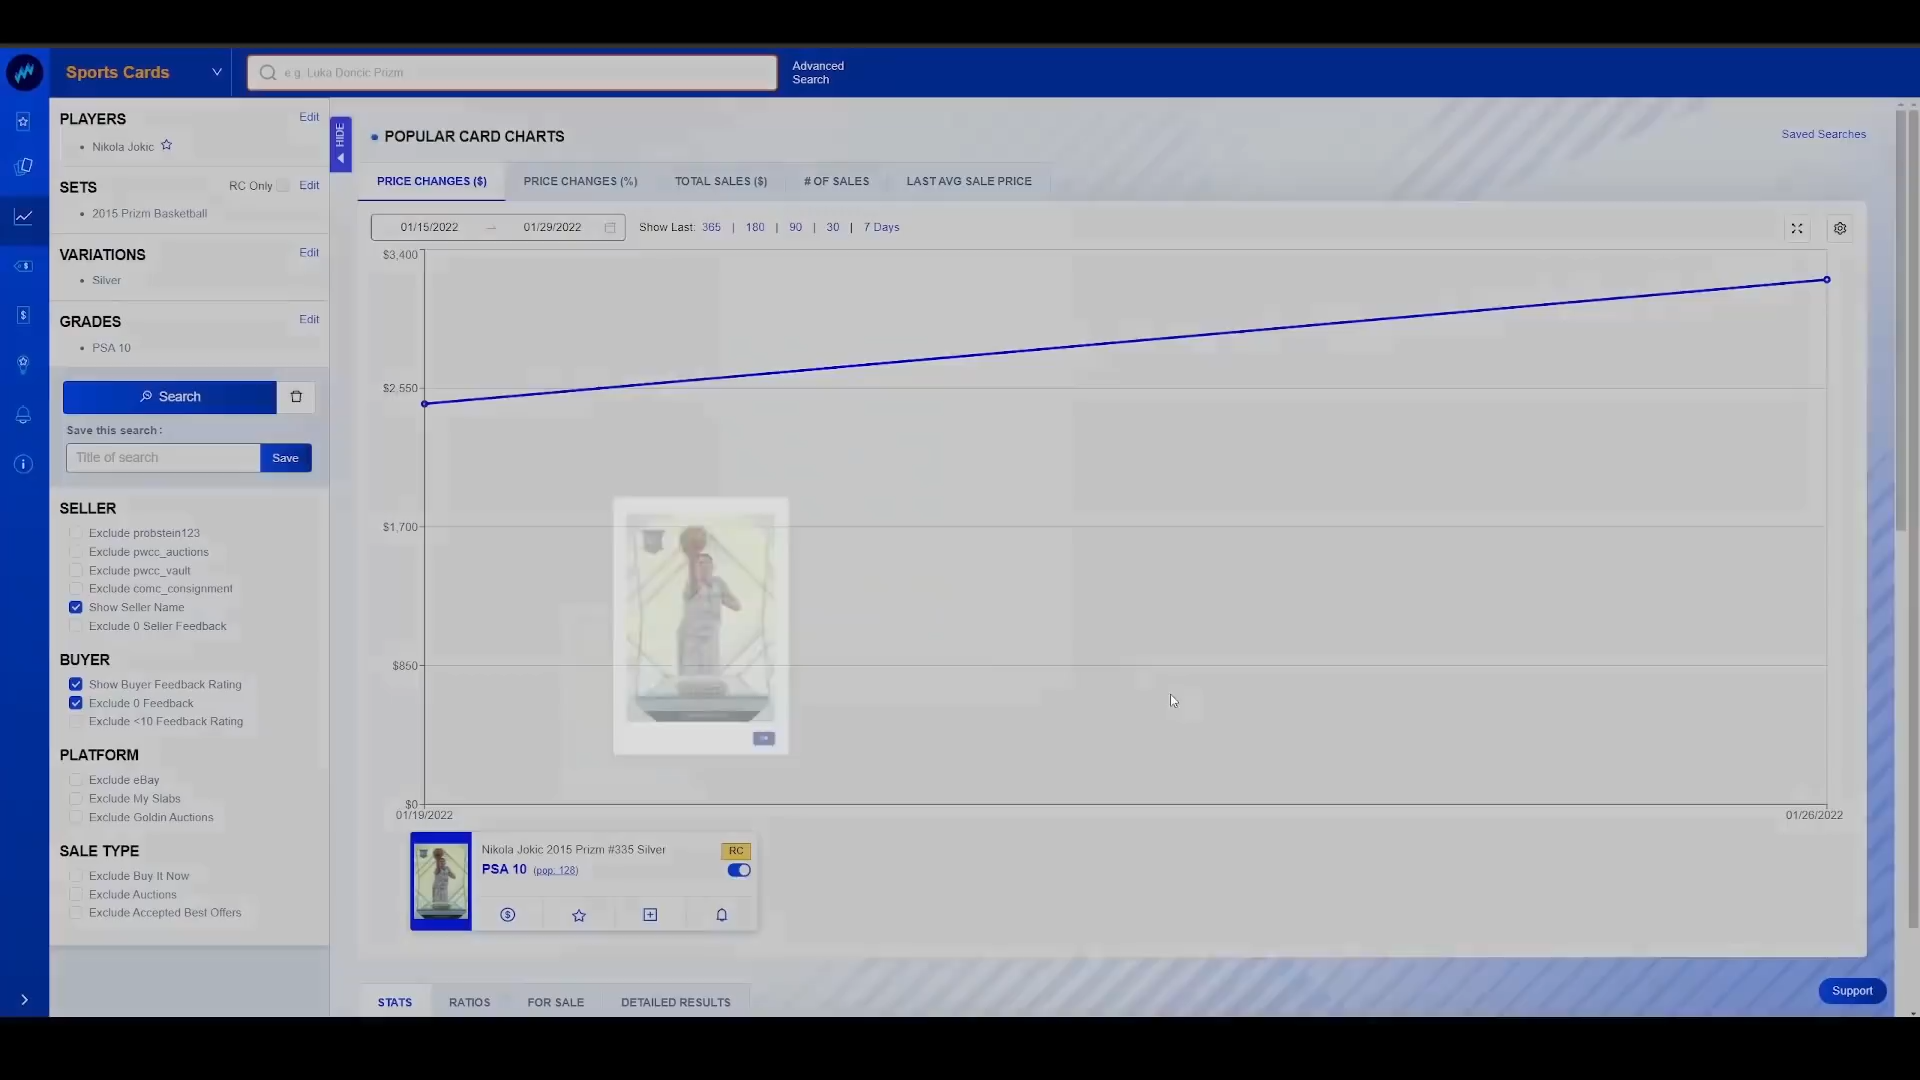 Sports Cards
e.g. Luka Doncic Prizm
Advanced
Search
PLAYERS
Edit
Nikola Jokic
SETS
RC Only
Edit
2015 Prizm Basketball
VARIATIONS
Edit
Silver
GRADES
Edit
PSA 10
Search
Save this search:
Title of search
Save
SELLER
Exclude probstein123
Exclude pwcc_auctions
Exclude pwcc_vault
Exclude comc_consignment
Show Seller Name
Exclude 0 Seller Feedback
BUYER
Show Buyer Feedback Rating
Exclude 0 Feedback
Exclude <10 Feedback Rating
PLATFORM
Exclude eBay
Exclude My Slabs
Exclude Goldin Auctions
SALE TYPE
Exclude Buy It Now
Exclude Auctions
Exclude Accepted Best Offers
HIDE
POPULAR CARD CHARTS
Saved Searches
PRICE CHANGES ($)
PRICE CHANGES (%)
TOTAL SALES ($)
# OF SALES
LAST AVG SALE PRICE
01/15/2022
01/29/2022
Show Last: 365 | 180 | 90 | 30 | 7 Days
$3,400
$2,550
$1,700
$850
$0
01/19/2022
01/26/2022
Nikola Jokic 2015 Prizm #335 Silver
RC
PSA 10 (pop. 128)
STATS
RATIOS
FOR SALE
DETAILED RESULTS
Support